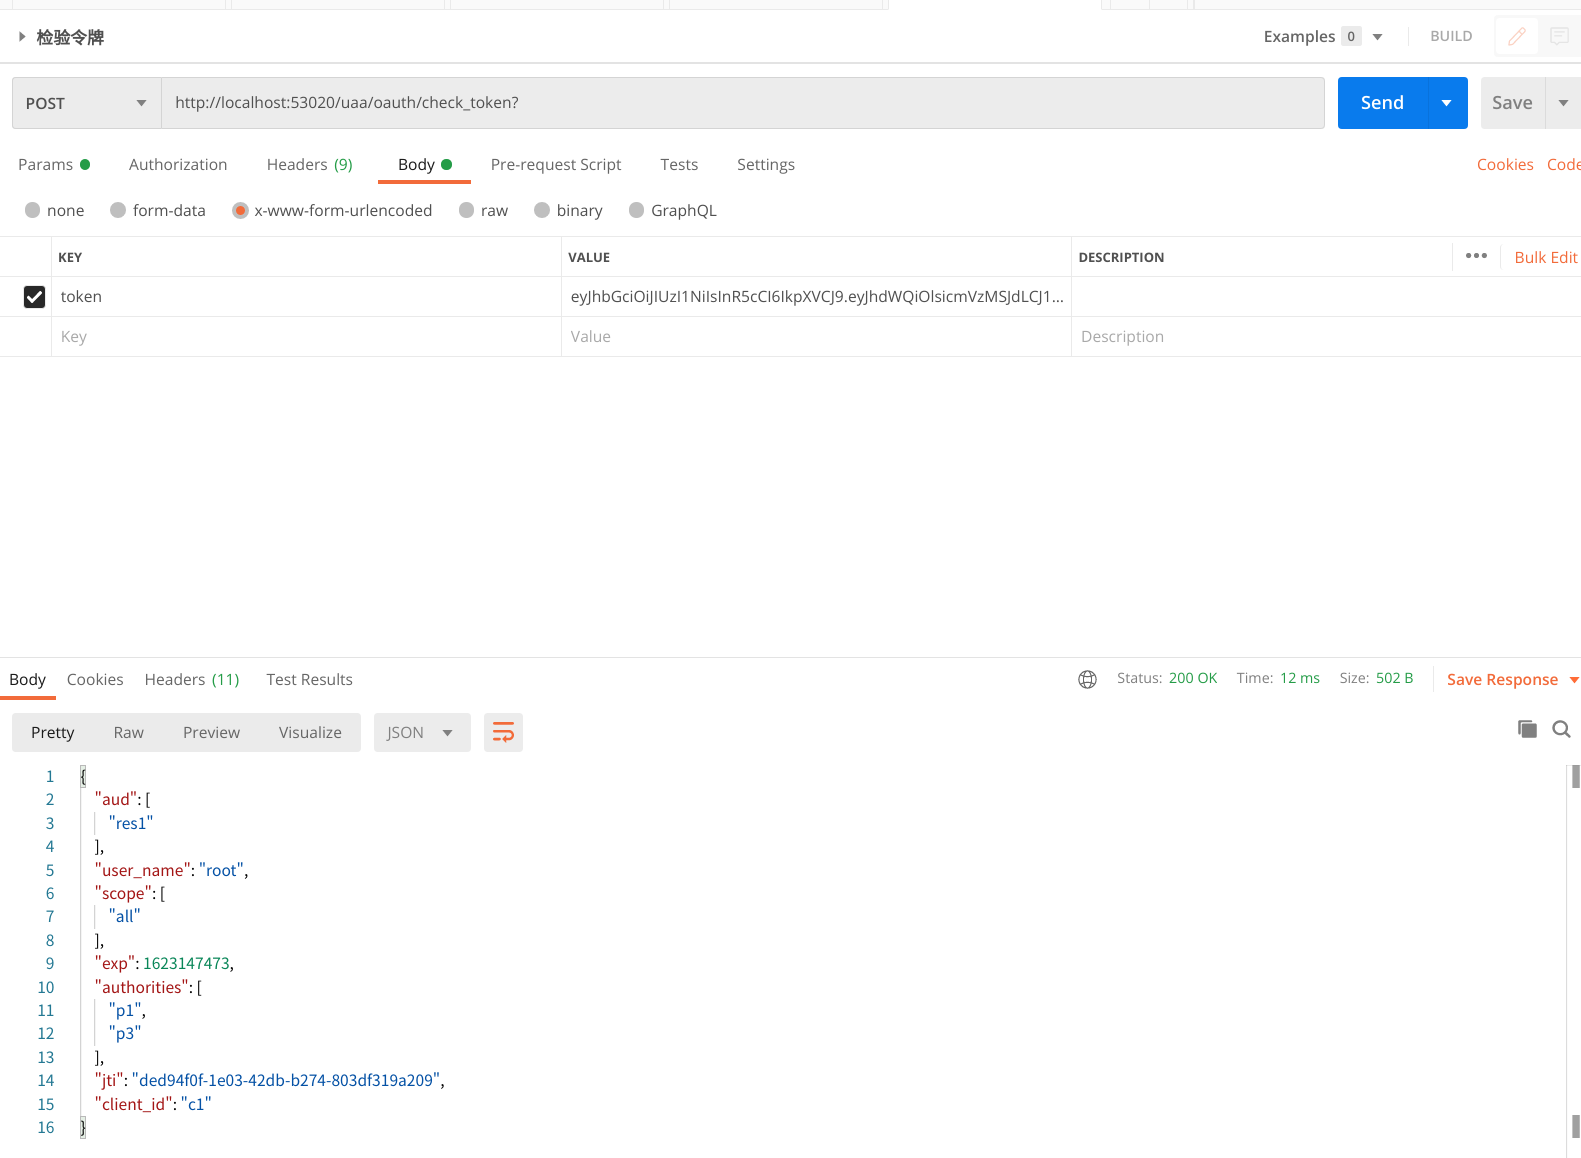 检验令牌
Examples 0 BUILD
POST http://localhost:53020/uaa/oauth/check_token? Send Save
Params Authorization Headers (9) Body Pre-request Script Tests Settings Cookies Code
none form-data x-www-form-urlencoded raw binary GraphQL
KEY VALUE DESCRIPTION ••• Bulk Edit
token eyJhbGciOiJIUzI1NiIsInR5cCI6IkpXVCJ9.eyJhdWQiOlsicmVzMSJdLCJ1...
Key Value Description
Body Cookies Headers (11) Test Results Status: 200 OK Time: 12 ms Size: 502 B Save Response
Pretty Raw Preview Visualize JSON
1 {
2 "aud": [
3 "res1"
4 ],
5 "user_name": "root",
6 "scope": [
7 "all"
8 ],
9 "exp": 1623147473,
10 "authorities": [
11 "p1",
12 "p3"
13 ],
14 "jti": "ded94f0f-1e03-42db-b274-803df319a209",
15 "client_id": "c1"
16 }